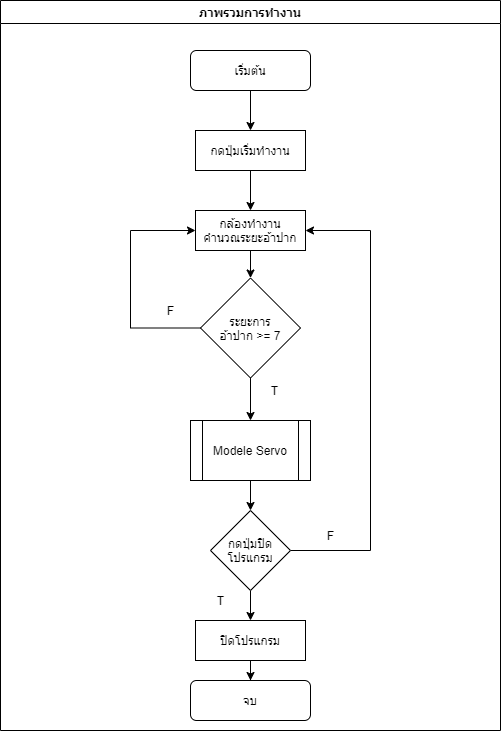 ภาพรวมการทำงาน
เริ่มต้น
กดปุ่มเริ่มทำงาน
กล้องทำงาน
คำนวณระยะอ้าปาก
F
ระยะการ
อ้าปาก >= 7
T
Modele Servo
กดปุ่มปิด
โปรแกรม
F
T
ปิดโปรแกรม
จบ